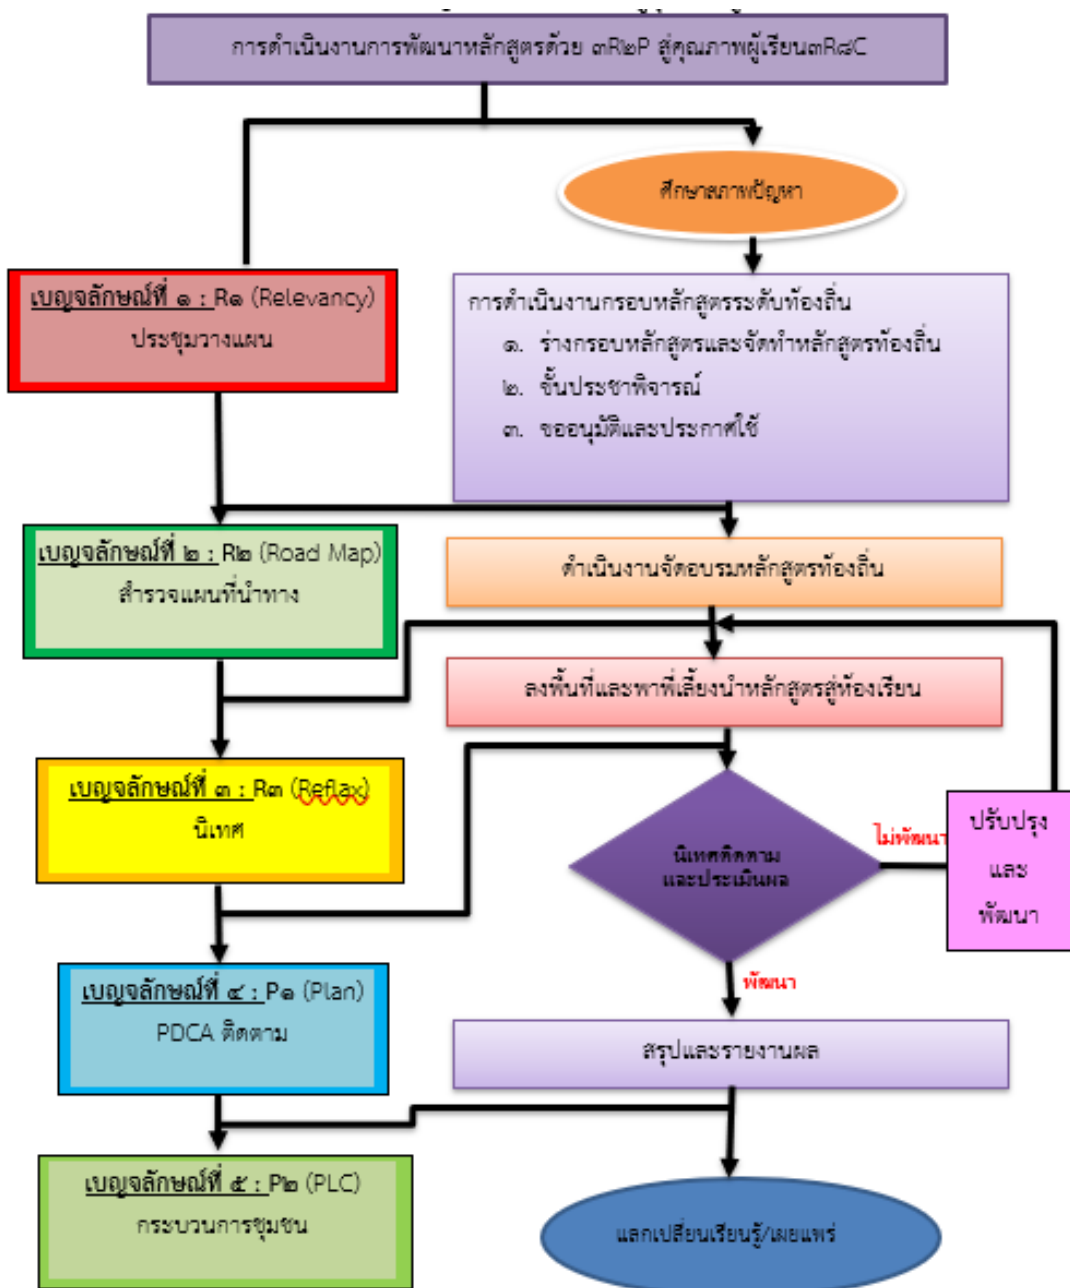 การดำเนินงานการพัฒนาหลักสูตรด้วย ๓R๒P สู่คุณภาพผู้เรียน๓R๘C
ศึกษาสภาพปัญหา
เบญจลักษณ์ที่ ๑ : R๑ (Relevancy)
ประชุมวางแผน
การดำเนินงานกรอบหลักสูตรระดับท้องถิ่น
๑. ร่างกรอบหลักสูตรและจัดทำหลักสูตรท้องถิ่น
๒. ขั้นประชาพิจารณ์
๓. ขออนุมัติและประกาศใช้
เบญจลักษณ์ที่ ๒ : R๒ (Road Map)
สำรวจแผนที่นำทาง
ดำเนินงานจัดอบรมหลักสูตรท้องถิ่น
ลงพื้นที่และพาพี่เลี้ยงนำหลักสูตรสู่ห้องเรียน
เบญจลักษณ์ที่ ๓ : R๓ (Reflax)
นิเทศ
นิเทศติดตาม
และประเมินผล
ไม่พัฒนา
ปรับปรุง
และ
พัฒนา
เบญจลักษณ์ที่ ๔ : P๑ (Plan)
PDCA ติดตาม
พัฒนา
สรุปและรายงานผล
เบญจลักษณ์ที่ ๕ : P๒ (PLC)
กระบวนการชุมชน
แลกเปลี่ยนเรียนรู้/เผยแพร่